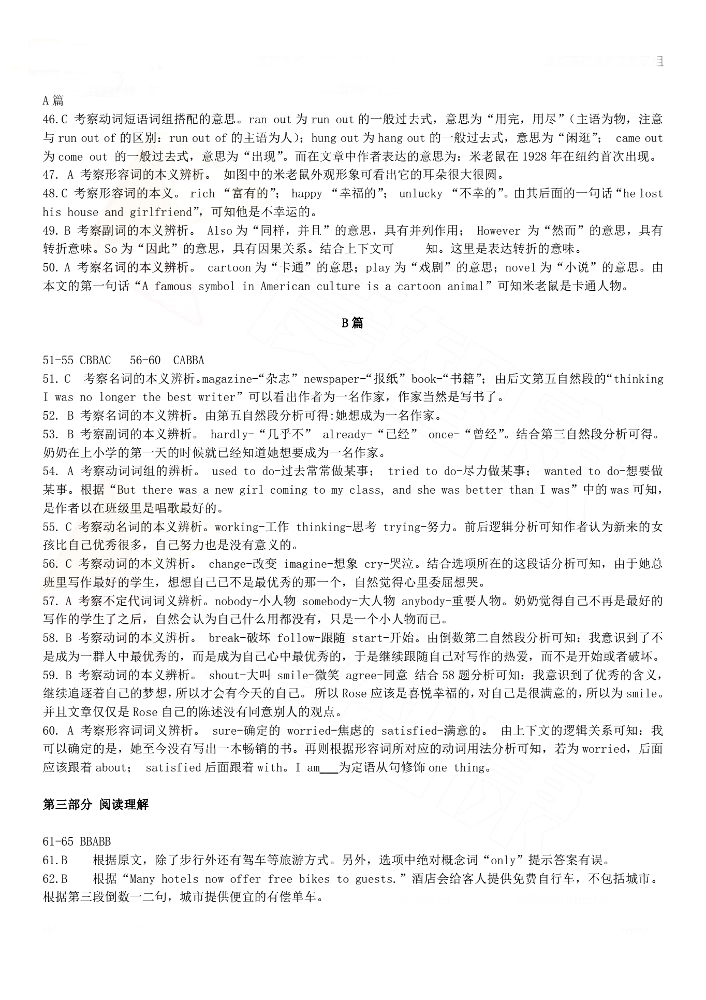 A 篇
46.C 考察动词短语词组搭配的意思。ran out 为 run out 的一般过去式，意思为“用完，用尽”（主语为物，注意
与 run out of 的区别：run out of 的主语为人）；hung out 为 hang out 的一般过去式，意思为“闲逛”； came out
为 come out 的一般过去式，意思为“出现”。而在文章中作者表达的意思为：米老鼠在 1928 年在纽约首次出现。
47. A 考察形容词的本义辨析。 如图中的米老鼠外观形象可看出它的耳朵很大很圆。
48.C 考察形容词的本义。 rich “富有的”； happy “幸福的”； unlucky “不幸的”。由其后面的一句话“he lost
his house and girlfriend”，可知他是不幸运的。
49. B 考察副词的本义辨析。 Also 为“同样，并且”的意思，具有并列作用； However 为“然而”的意思，具有
转折意味。So 为“因此”的意思，具有因果关系。结合上下文可 知。这里是表达转折的意味。
50. A 考察名词的本义辨析。 cartoon 为“卡通”的意思；play 为“戏剧”的意思；novel 为“小说”的意思。由
本文的第一句话“A famous symbol in American culture is a cartoon animal”可知米老鼠是卡通人物。
B 篇
51-55 CBBAC 56-60 CABBA
51. C 考察名词的本义辨析。magazine-“杂志”newspaper-“报纸”book-“书籍”；由后文第五自然段的“thinking
I was no longer the best writer”可以看出作者为一名作家，作家当然是写书了。
52. B 考察名词的本义辨析。由第五自然段分析可得:她想成为一名作家。
53. B 考察副词的本义辨析。 hardly-“几乎不” already-“已经” once-“曾经”。结合第三自然段分析可得。
奶奶在上小学的第一天的时候就已经知道她想要成为一名作家。
54. A 考察动词词组的辨析。 used to do-过去常常做某事； tried to do-尽力做某事； wanted to do-想要做
某事。根据“But there was a new girl coming to my class, and she was better than I was”中的 was 可知，
是作者以在班级里是唱歌最好的。
55. C 考察动名词的本义辨析。working-工作 thinking-思考 trying-努力。前后逻辑分析可知作者认为新来的女
孩比自己优秀很多，自己努力也是没有意义的。
56. C 考察动词的本义辨析。 change-改变 imagine-想象 cry-哭泣。结合选项所在的这段话分析可知，由于她总
班里写作最好的学生，想想自己已不是最优秀的那一个，自然觉得心里委屈想哭。
57. A 考察不定代词词义辨析。nobody-小人物 somebody-大人物 anybody-重要人物。奶奶觉得自己不再是最好的
写作的学生了之后，自然会认为自己什么用都没有，只是一个小人物而已。
58. B 考察动词的本义辨析。 break-破坏 follow-跟随 start-开始。由倒数第二自然段分析可知：我意识到了不
是成为一群人中最优秀的，而是成为自己心中最优秀的，于是继续跟随自己对写作的热爱，而不是开始或者破坏。
59. B 考察动词的本义辨析。 shout-大叫 smile-微笑 agree-同意 结合 58 题分析可知：我意识到了优秀的含义，
继续追逐着自己的梦想，所以才会有今天的自己。 所以 Rose 应该是喜悦幸福的，对自己是很满意的，所以为 smile。
并且文章仅仅是 Rose 自己的陈述没有同意别人的观点。
60. A 考察形容词词义辨析。 sure-确定的 worried-焦虑的 satisfied-满意的。 由上下文的逻辑关系可知：我
可以确定的是，她至今没有写出一本畅销的书。再则根据形容词所对应的动词用法分析可知，若为 worried，后面
应该跟着 about； satisfied 后面跟着 with。I am___为定语从句修饰 one thing。
第三部分 阅读理解
61-65 BBABB
61.B 根据原文，除了步行外还有驾车等旅游方式。另外，选项中绝对概念词“only”提示答案有误。
62.B 根据“Many hotels now offer free bikes to guests.”酒店会给客人提供免费自行车，不包括城市。
根据第三段倒数一二句，城市提供便宜的有偿单车。